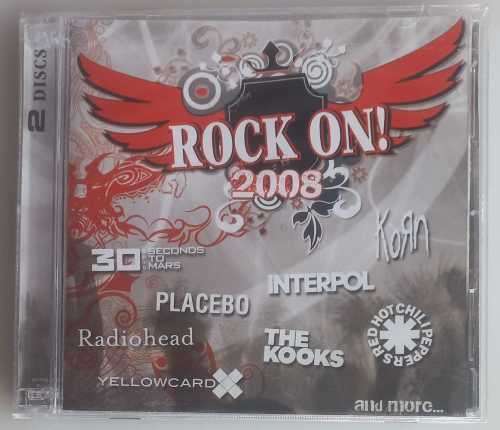 2 DISCS
ROCK ON!
2008
KoRn
30 SECONDS TO MARS
INTERPOL
PLACEBO
RED HOT CHILI PEPPERS
Radiohead
THE KOOKS
YELLOWCARD
and more...